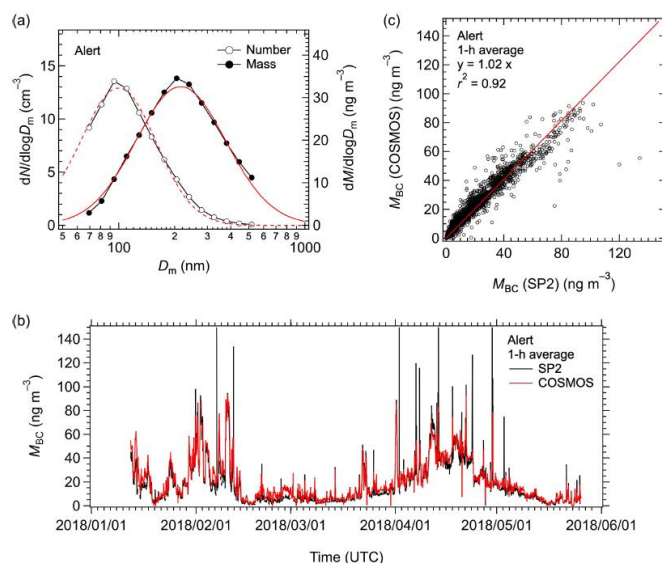 (a)
Alert
Number
Mass
dN/dlogDm (cm−3)
15
10
5
0
dM/dlogDm (ng m−3)
40
30
20
10
0
5 6 7 8 9 100 2 3 4 5 6 7 8 9 1000
Dm (nm)
(c)
Alert
1-h average
y = 1.02 x
r2 = 0.92
MBC (COSMOS) (ng m−3)
140
120
100
80
60
40
20
0
0 40 80 120
MBC (SP2) (ng m−3)
(b)
Alert
1-h average
SP2
COSMOS
MBC (ng m−3)
140
120
100
80
60
40
20
0
2018/01/01 2018/02/01 2018/03/01 2018/04/01 2018/05/01 2018/06/01
Time (UTC)